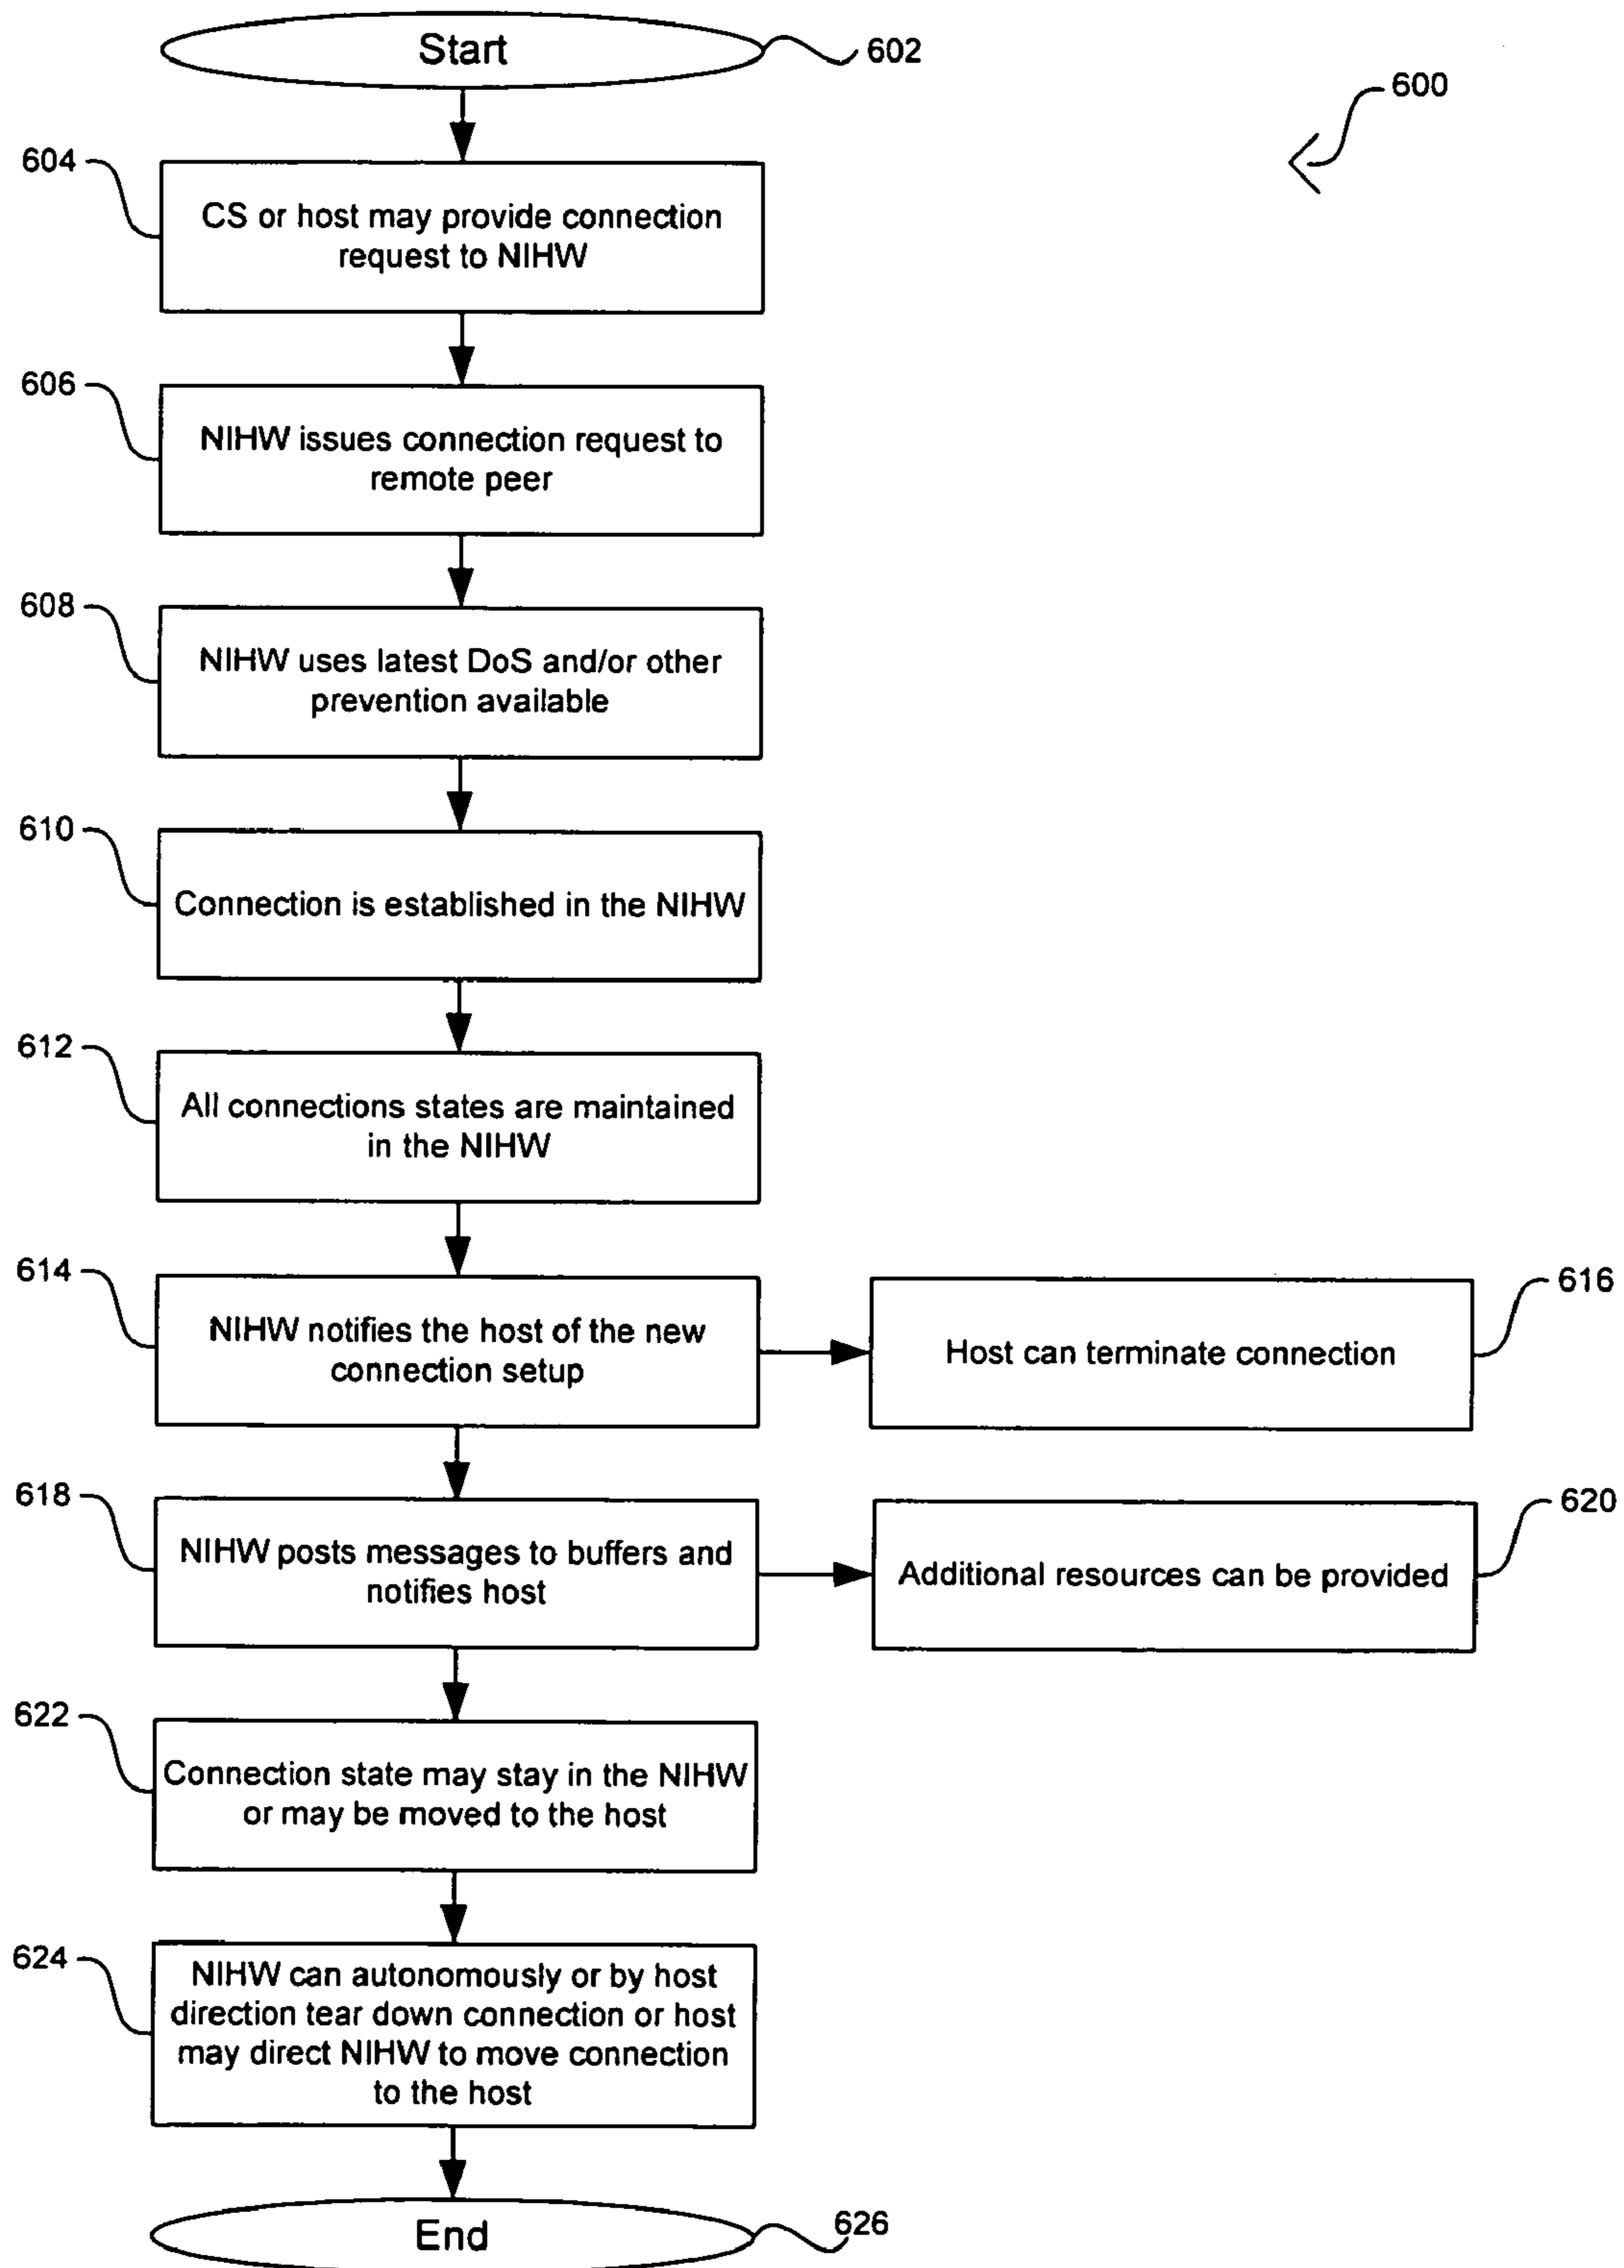 Start
602
600
604
CS or host may provide connection
request to NIHW
606
NIHW issues connection request to
remote peer
608
NIHW uses latest DoS and/or other
prevention available
610
Connection is established in the NIHW
612
All connections states are maintained
in the NIHW
614
NIHW notifies the host of the new
connection setup
Host can terminate connection
616
618
NIHW posts messages to buffers and
notifies host
Additional resources can be provided
620
622
Connection state may stay in the NIHW
or may be moved to the host
624
NIHW can autonomously or by host
direction tear down connection or host
may direct NIHW to move connection
to the host
End
626